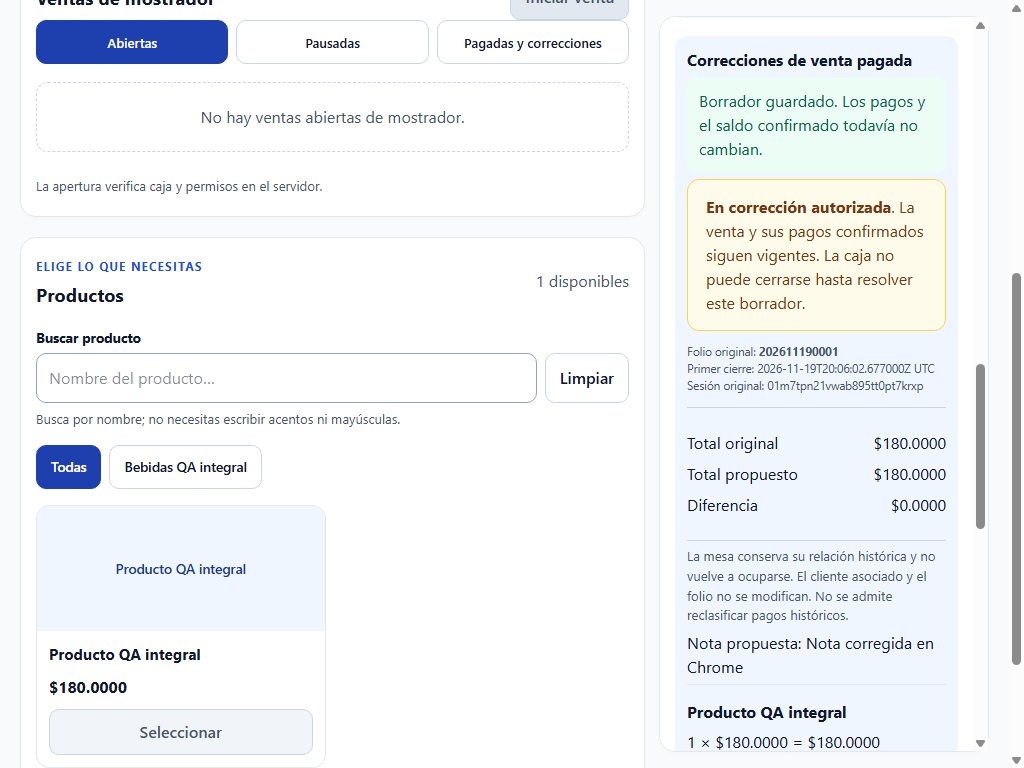 Ventas de mostrador
Iniciar venta
Abiertas
Pausadas
Pagadas y correcciones
No hay ventas abiertas de mostrador.
La apertura verifica caja y permisos en el servidor.
ELIGE LO QUE NECESITAS
Productos
1 disponibles
Buscar producto
Nombre del producto...
Limpiar
Busca por nombre; no necesitas escribir acentos ni mayúsculas.
Todas
Bebidas QA integral
Producto QA integral
Producto QA integral
$180.0000
Seleccionar
Correcciones de venta pagada
Borrador guardado. Los pagos y
el saldo confirmado todavía no
cambian.
En corrección autorizada. La
venta y sus pagos confirmados
siguen vigentes. La caja no
puede cerrarse hasta resolver
este borrador.
Folio original: 202611190001
Primer cierre: 2026-11-19T20:06:02.677000Z UTC
Sesión original: 01m7tpn21vwab895tt0pt7krxp
Total original $180.0000
Total propuesto $180.0000
Diferencia $0.0000
La mesa conserva su relación histórica y no
vuelve a ocuparse. El cliente asociado y el
folio no se modifican. No se admite
reclasificar pagos históricos.
Nota propuesta: Nota corregida en
Chrome
Producto QA integral
1 × $180.0000 = $180.0000